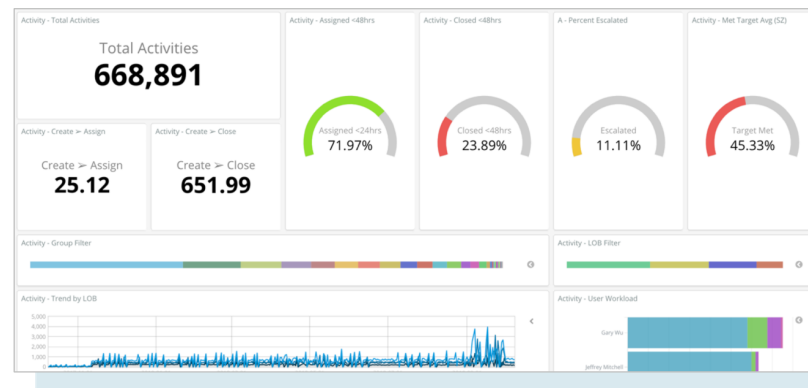 Activity - Total Activities
Total Activities
668,891
Activity - Assigned <48hrs
Assigned <24hrs
71.97%
Activity - Closed <48hrs
Closed <48hrs
23.89%
A - Percent Escalated
Escalated
11.11%
Activity - Met Target Avg (SZ)
Target Met
45.33%
Activity - Create ➢ Assign
Create ➢ Assign
25.12
Activity - Create ➢ Close
Create ➢ Close
651.99
Activity - Group Filter
Activity - LOB Filter
Activity - Trend by LOB
5,000
4,000
3,000
2,000
1,000
0
Activity - User Workload
Gary Wu
Jeffrey Mitchell